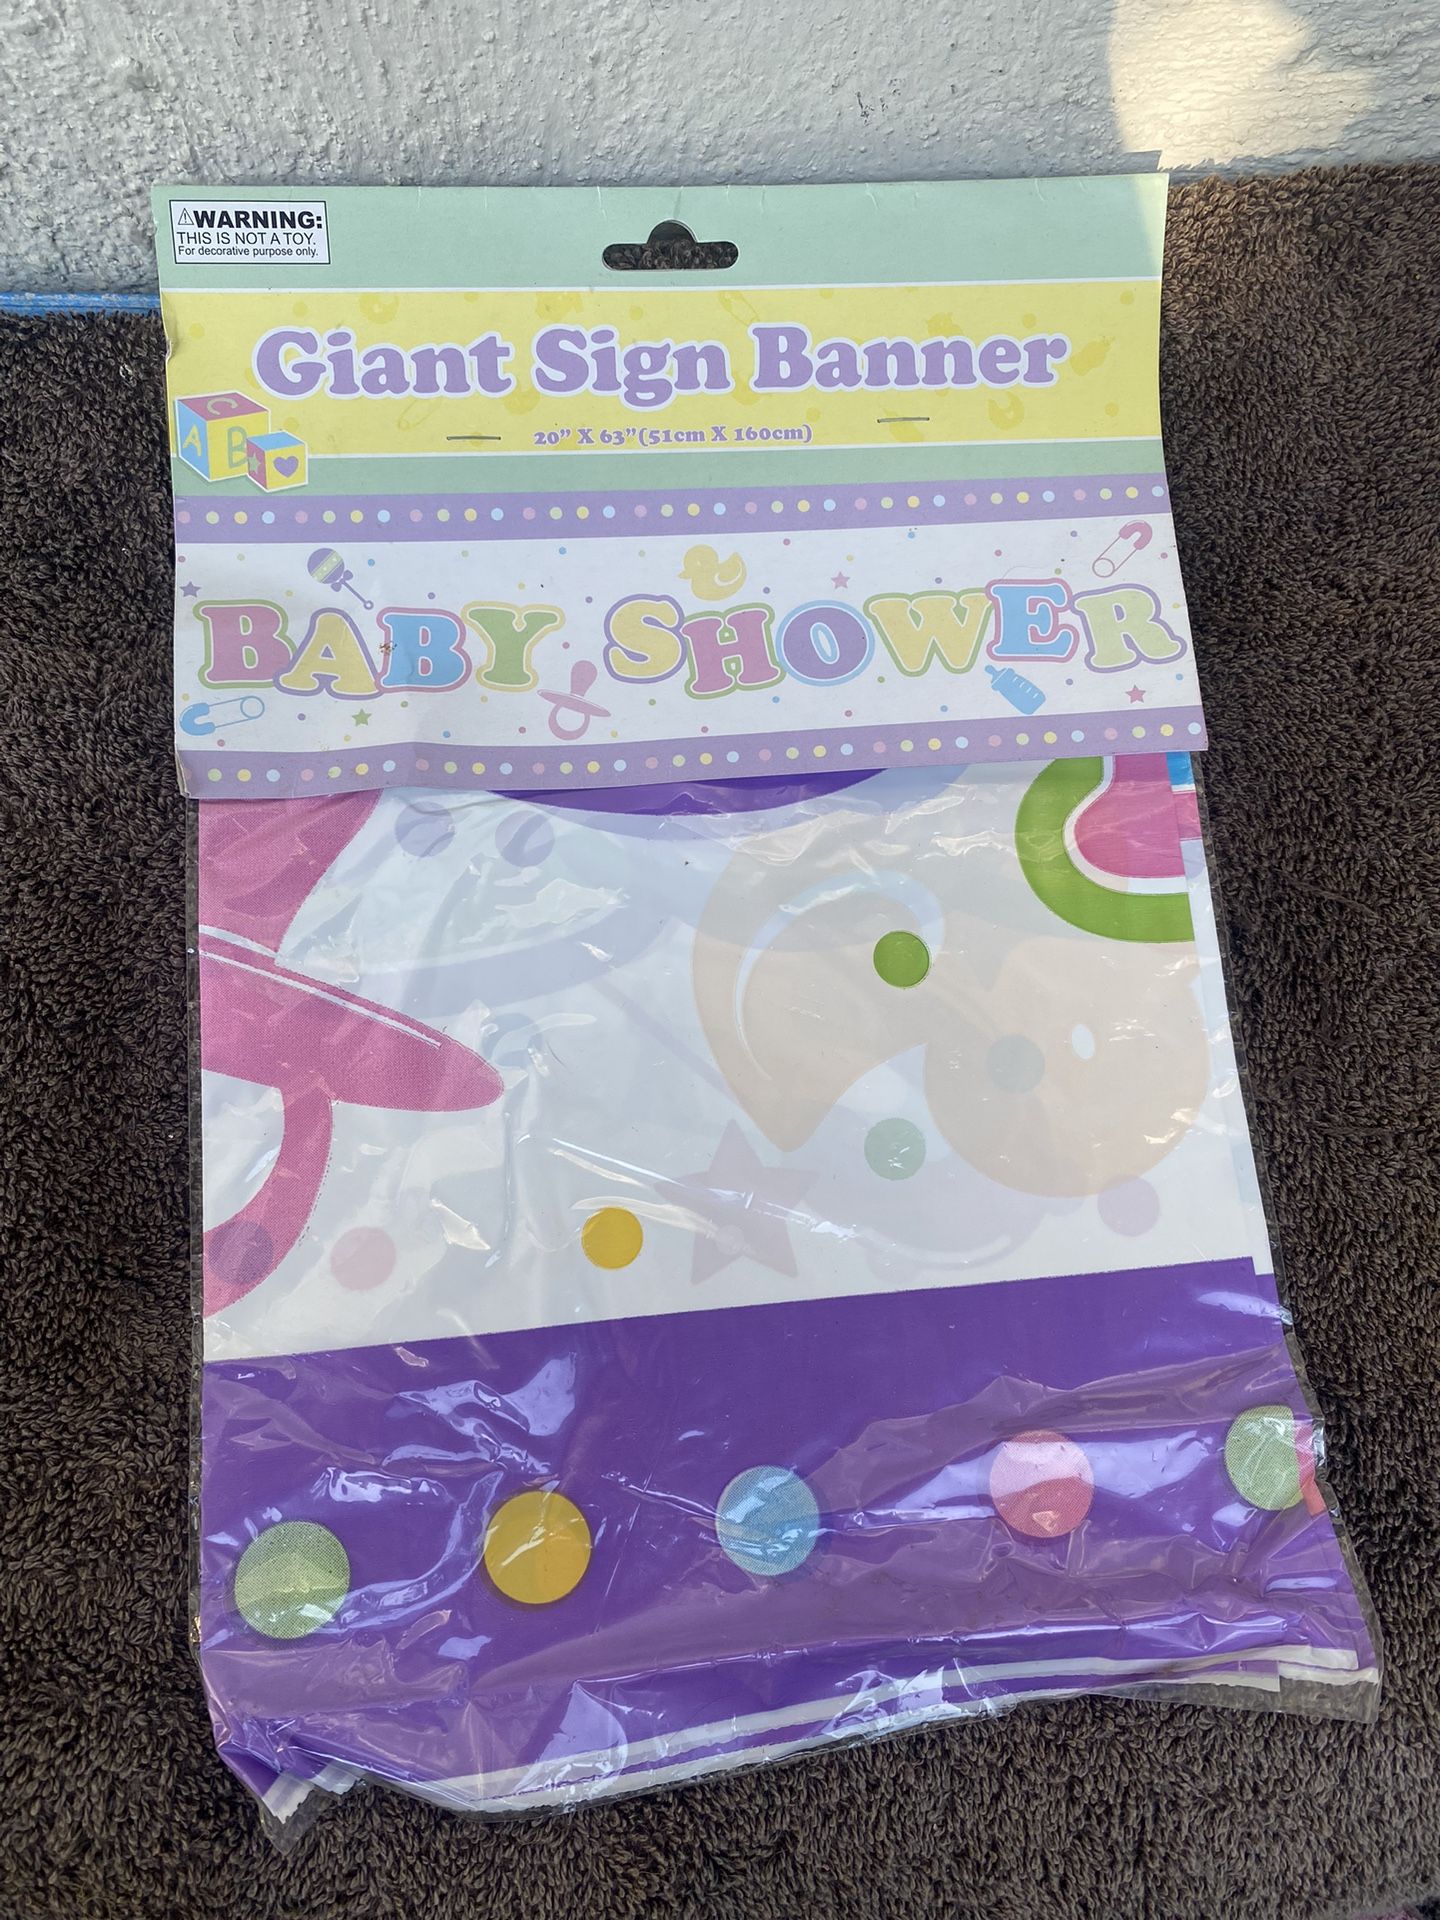 ⚠WARNING:
THIS IS NOT A TOY.
For decorative purpose only.
Giant Sign Banner
20” X 63”(51cm X 160cm)
C
A B
BABY SHOWER